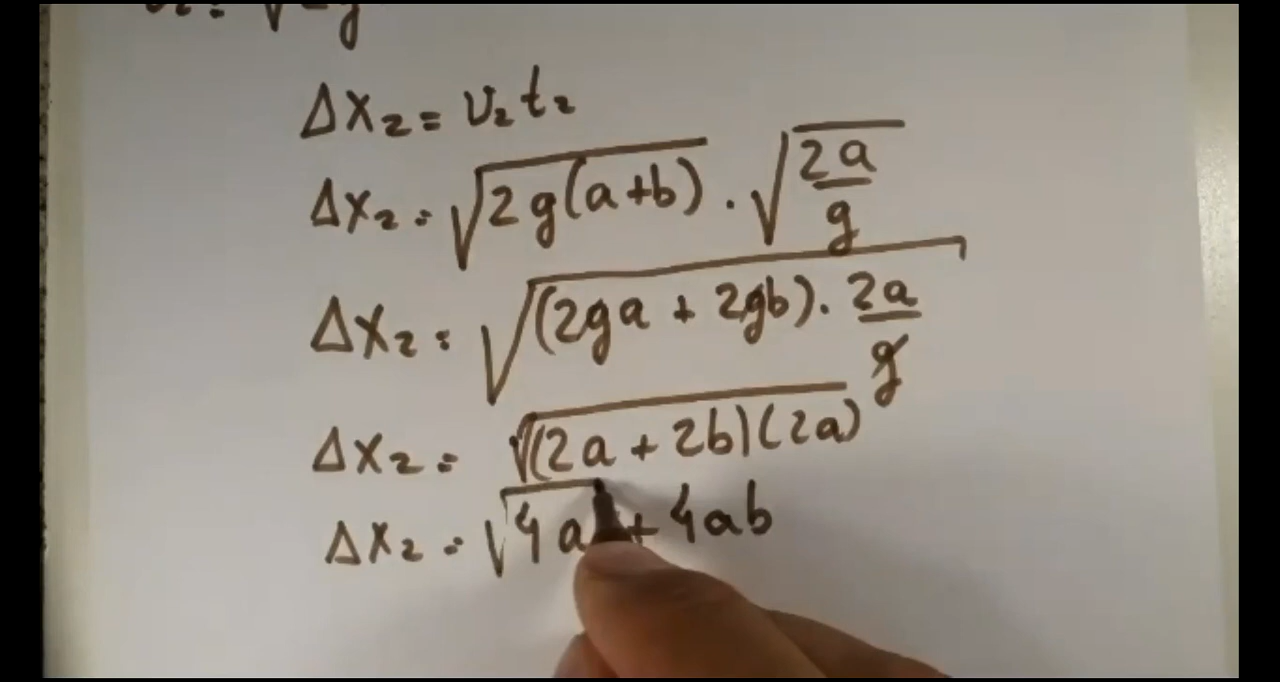 Δx₂ = v₂t₂
Δx₂ = √(2g(a+b)) · √(2a/g)
Δx₂ = √((2ga + 2gb) · 2a/g)
Δx₂ = √((2a + 2b)(2a))
Δx₂ = √4a + 4ab